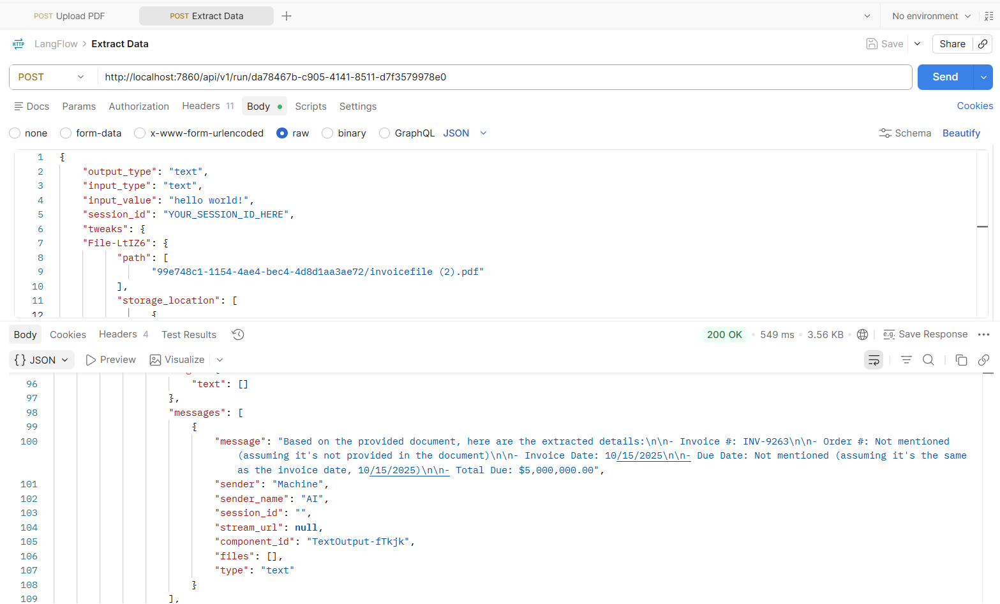 POST Upload PDF
POST Extract Data
No environment
HTTP LangFlow > Extract Data
Save
Share
POST
http://localhost:7860/api/v1/run/da78467b-c905-4141-8511-d7f3579978e0
Send
Docs Params Authorization Headers 11 Body Scripts Settings
Cookies
none form-data x-www-form-urlencoded raw binary GraphQL JSON
Schema Beautify
1 {
2 "output_type": "text",
3 "input_type": "text",
4 "input_value": "hello world!",
5 "session_id": "YOUR_SESSION_ID_HERE",
6 "tweaks": {
7 "File-LtIZ6": {
8 "path": [
9 "99e748c1-1154-4ae4-bec4-4d8d1aa3ae72/invoicefile (2).pdf"
10 ],
11 "storage_location": [
12 {
Body Cookies Headers 4 Test Results
200 OK 549 ms 3.56 KB e.g. Save Response
{} JSON Preview Visualize
96 "text": []
97 },
98 "messages": [
99 {
100 "message": "Based on the provided document, here are the extracted details:\n\n- Invoice #: INV-9263\n\n- Order #: Not mentioned
(assuming it's not provided in the document)\n\n- Invoice Date: 10/15/2025\n\n- Due Date: Not mentioned (assuming it's the same
as the invoice date, 10/15/2025)\n\n- Total Due: $5,000,000.00",
101 "sender": "Machine",
102 "sender_name": "AI",
103 "session_id": "",
104 "stream_url": null,
105 "component_id": "TextOutput-fTkjk",
106 "files": [],
107 "type": "text"
108 }
109 ],